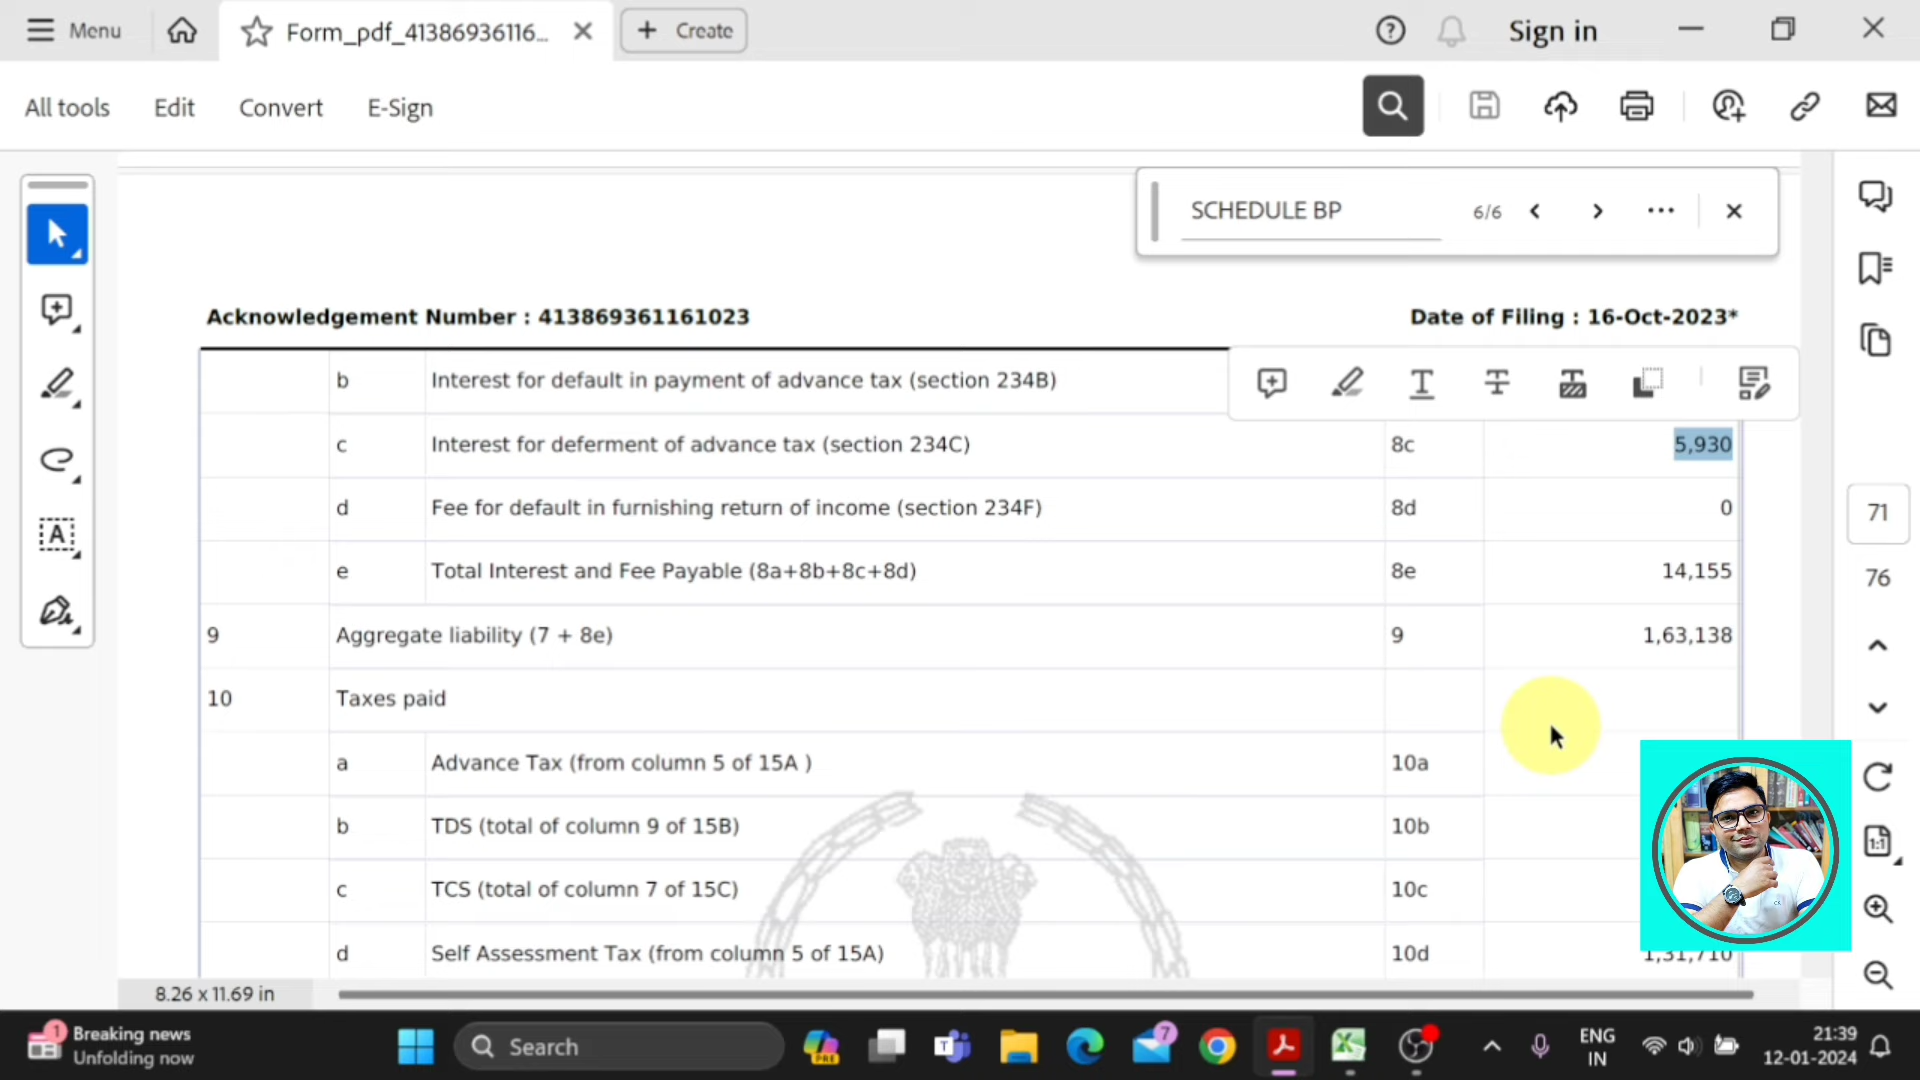 Menu
Form_pdf_41386936116...
Create
Sign in
All tools
Edit
Convert
E-Sign
SCHEDULE BP
6/6
Acknowledgement Number : 413869361161023
Date of Filing : 16-Oct-2023*
b Interest for default in payment of advance tax (section 234B)
c Interest for deferment of advance tax (section 234C) 8c 5,930
d Fee for default in furnishing return of income (section 234F) 8d 0
e Total Interest and Fee Payable (8a+8b+8c+8d) 8e 14,155
9 Aggregate liability (7 + 8e) 9 1,63,138
10 Taxes paid
a Advance Tax (from column 5 of 15A ) 10a
b TDS (total of column 9 of 15B) 10b
c TCS (total of column 7 of 15C) 10c
d Self Assessment Tax (from column 5 of 15A) 10d 1,31,710
71
76
8.26 x 11.69 in
1
Breaking news
Unfolding now
Search
PRE
7
ENG
IN
21:39
12-01-2024